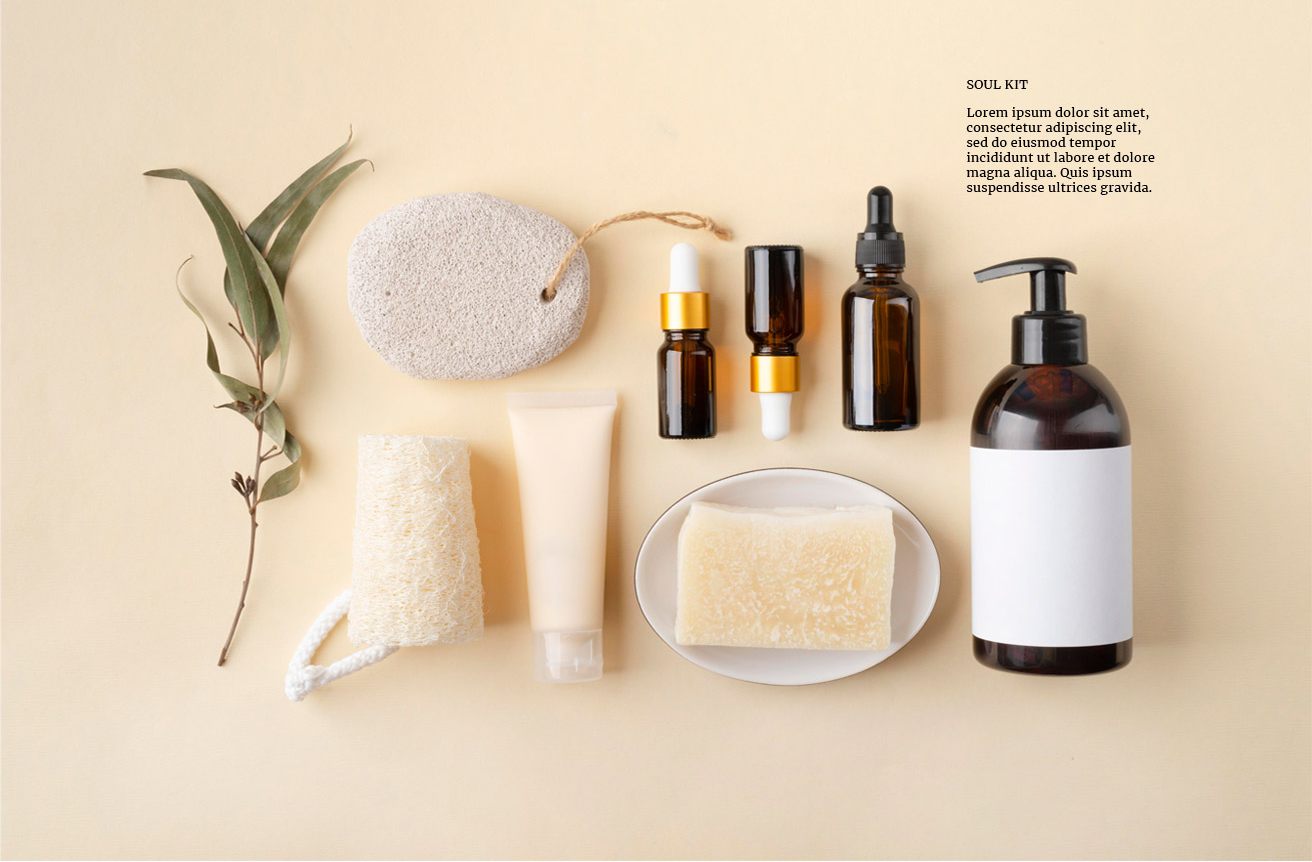 SOUL KIT
Lorem ipsum dolor sit amet,
consectetur adipiscing elit,
sed do eiusmod tempor
incididunt ut labore et dolore
magna aliqua. Quis ipsum
suspendisse ultrices gravida.